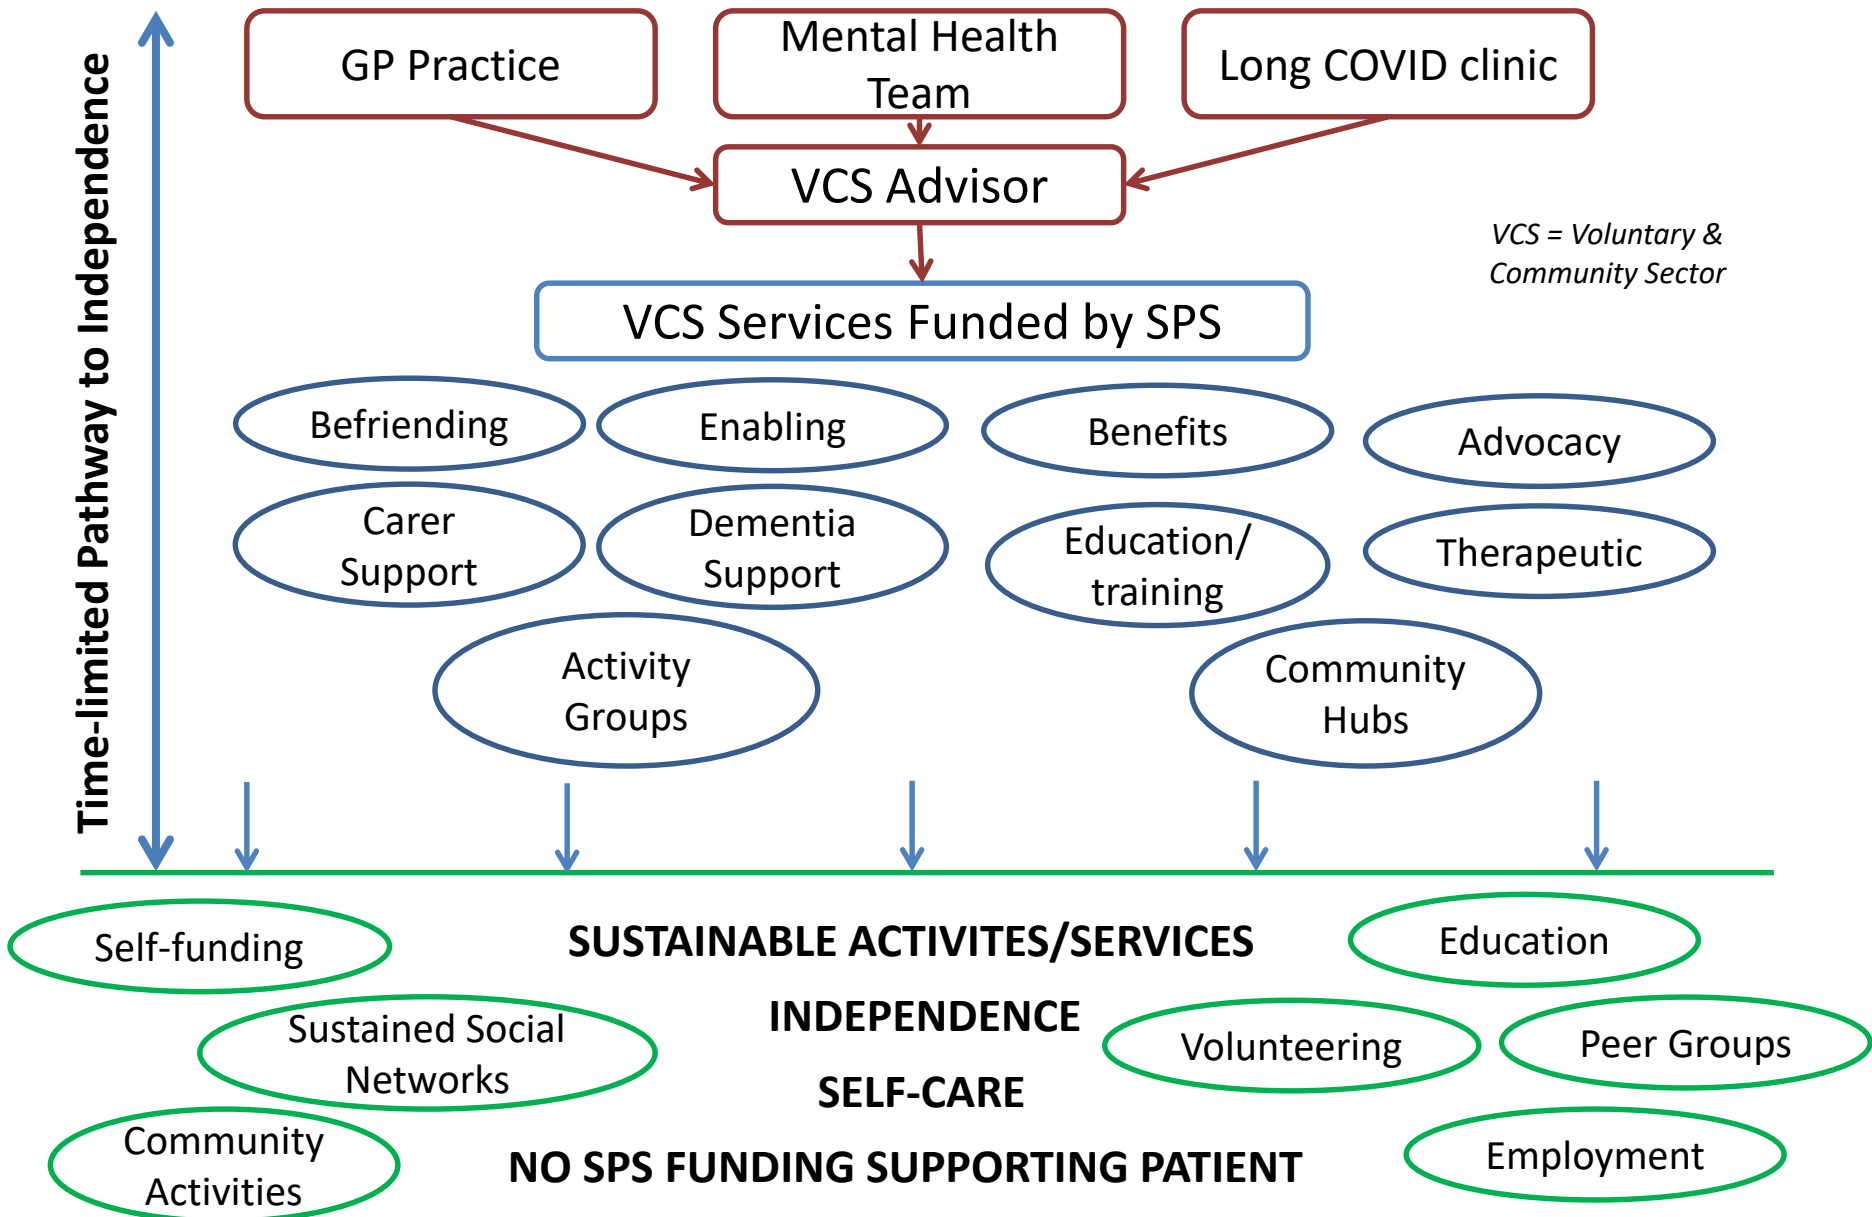 Time-limited Pathway to Independence
GP Practice
Mental Health
Team
Long COVID clinic
VCS Advisor
VCS = Voluntary &
Community Sector
VCS Services Funded by SPS
Befriending
Enabling
Benefits
Advocacy
Carer
Support
Dementia
Support
Education/
training
Therapeutic
Activity
Groups
Community
Hubs
Self-funding
SUSTAINABLE ACTIVITES/SERVICES
Education
Sustained Social
Networks
INDEPENDENCE
Volunteering
Peer Groups
SELF-CARE
Community
Activities
NO SPS FUNDING SUPPORTING PATIENT
Employment